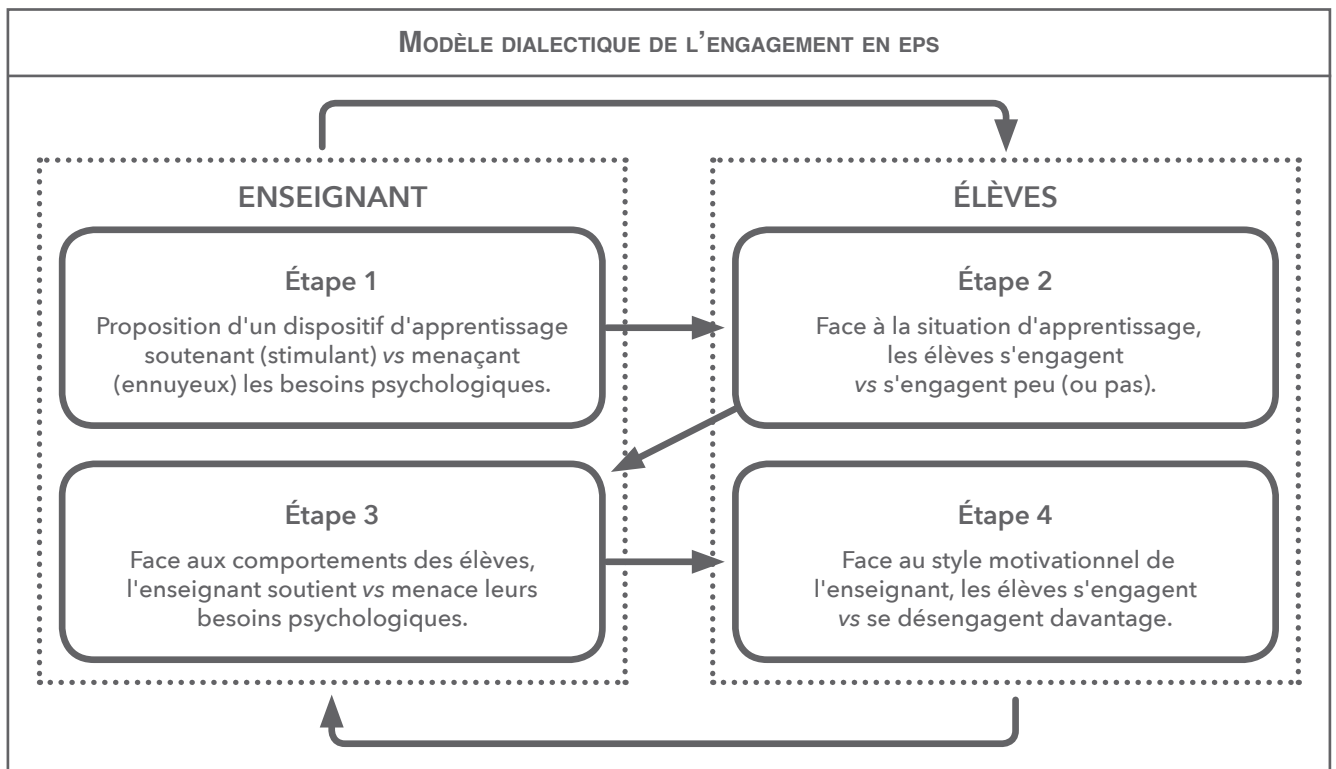 MODÈLE DIALECTIQUE DE L'ENGAGEMENT EN EPS
ENSEIGNANT
Étape 1
Proposition d'un dispositif d'apprentissage
soutenant (stimulant) vs menaçant
(ennuyeux) les besoins psychologiques.
ÉLÈVES
Étape 2
Face à la situation d'apprentissage,
les élèves s'engagent
vs s'engagent peu (ou pas).
Étape 3
Face aux comportements des élèves,
l'enseignant soutient vs menace leurs
besoins psychologiques.
Étape 4
Face au style motivationnel de
l'enseignant, les élèves s'engagent
vs se désengagent davantage.